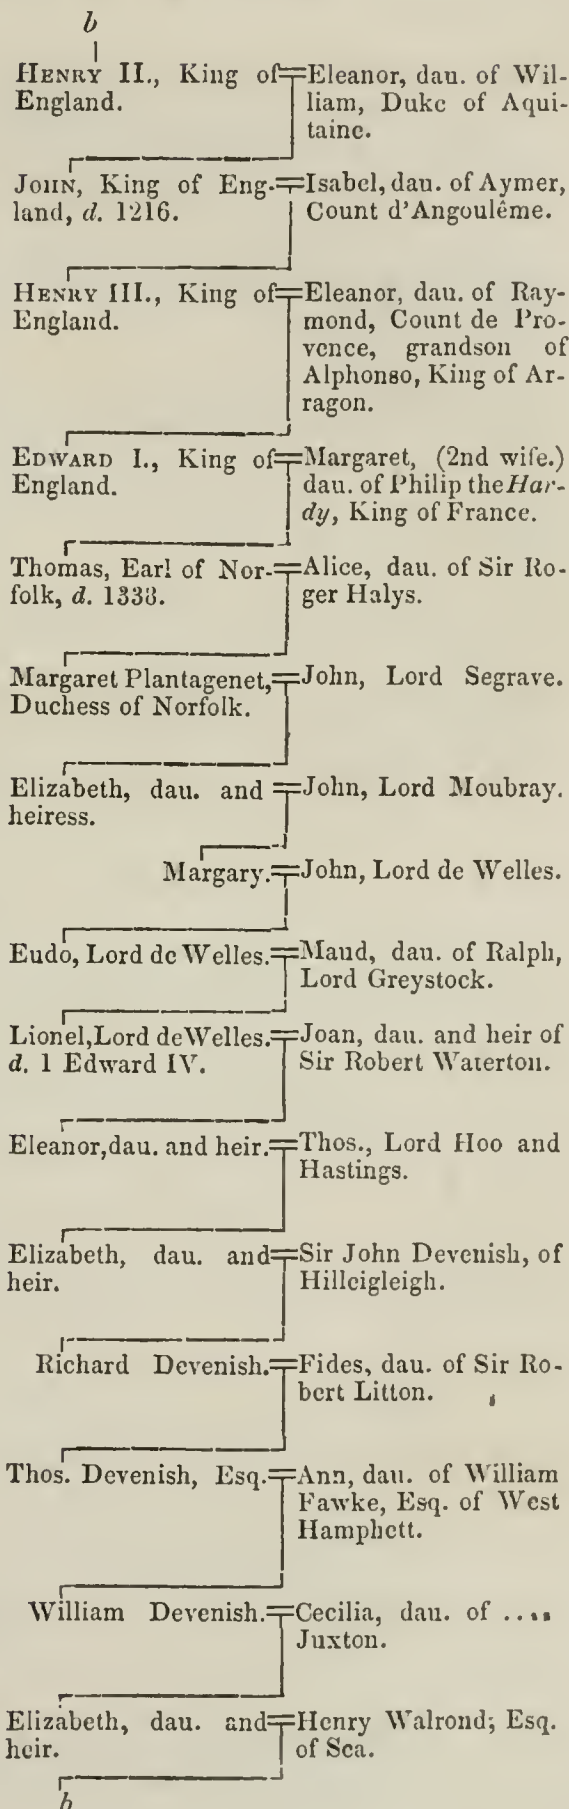 b
HENRY II., King of England.
Eleanor, dau. of William, Duke of Aquitaine.
JOHN, King of England, d. 1216.
Isabel, dau. of Aymer, Count d'Angoulême.
HENRY III., King of England.
Eleanor, dau. of Raymond, Count de Provence, grandson of Alphonso, King of Arragon.
EDWARD I., King of England.
Margaret, (2nd wife.) dau. of Philip the Hardy, King of France.
Thomas, Earl of Norfolk, d. 1338.
Alice, dau. of Sir Roger Halys.
Margaret Plantagenet, Duchess of Norfolk.
John, Lord Segrave.
Elizabeth, dau. and heiress.
John, Lord Moubray.
Margary.
John, Lord de Welles.
Eudo, Lord de Welles.
Maud, dau. of Ralph, Lord Greystock.
Lionel, Lord de Welles. d. 1 Edward IV.
Joan, dau. and heir of Sir Robert Waterton.
Eleanor, dau. and heir.
Thos., Lord Hoo and Hastings.
Elizabeth, dau. and heir.
Sir John Devenish, of Hilleigleigh.
Richard Devenish.
Fides, dau. of Sir Robert Litton.
Thos. Devenish, Esq.
Ann, dau. of William Fawke, Esq. of West Hamphett.
William Devenish.
Cecilia, dau. of .... Juxton.
Elizabeth, dau. and heir.
Henry Walrond; Esq. of Sea.
b